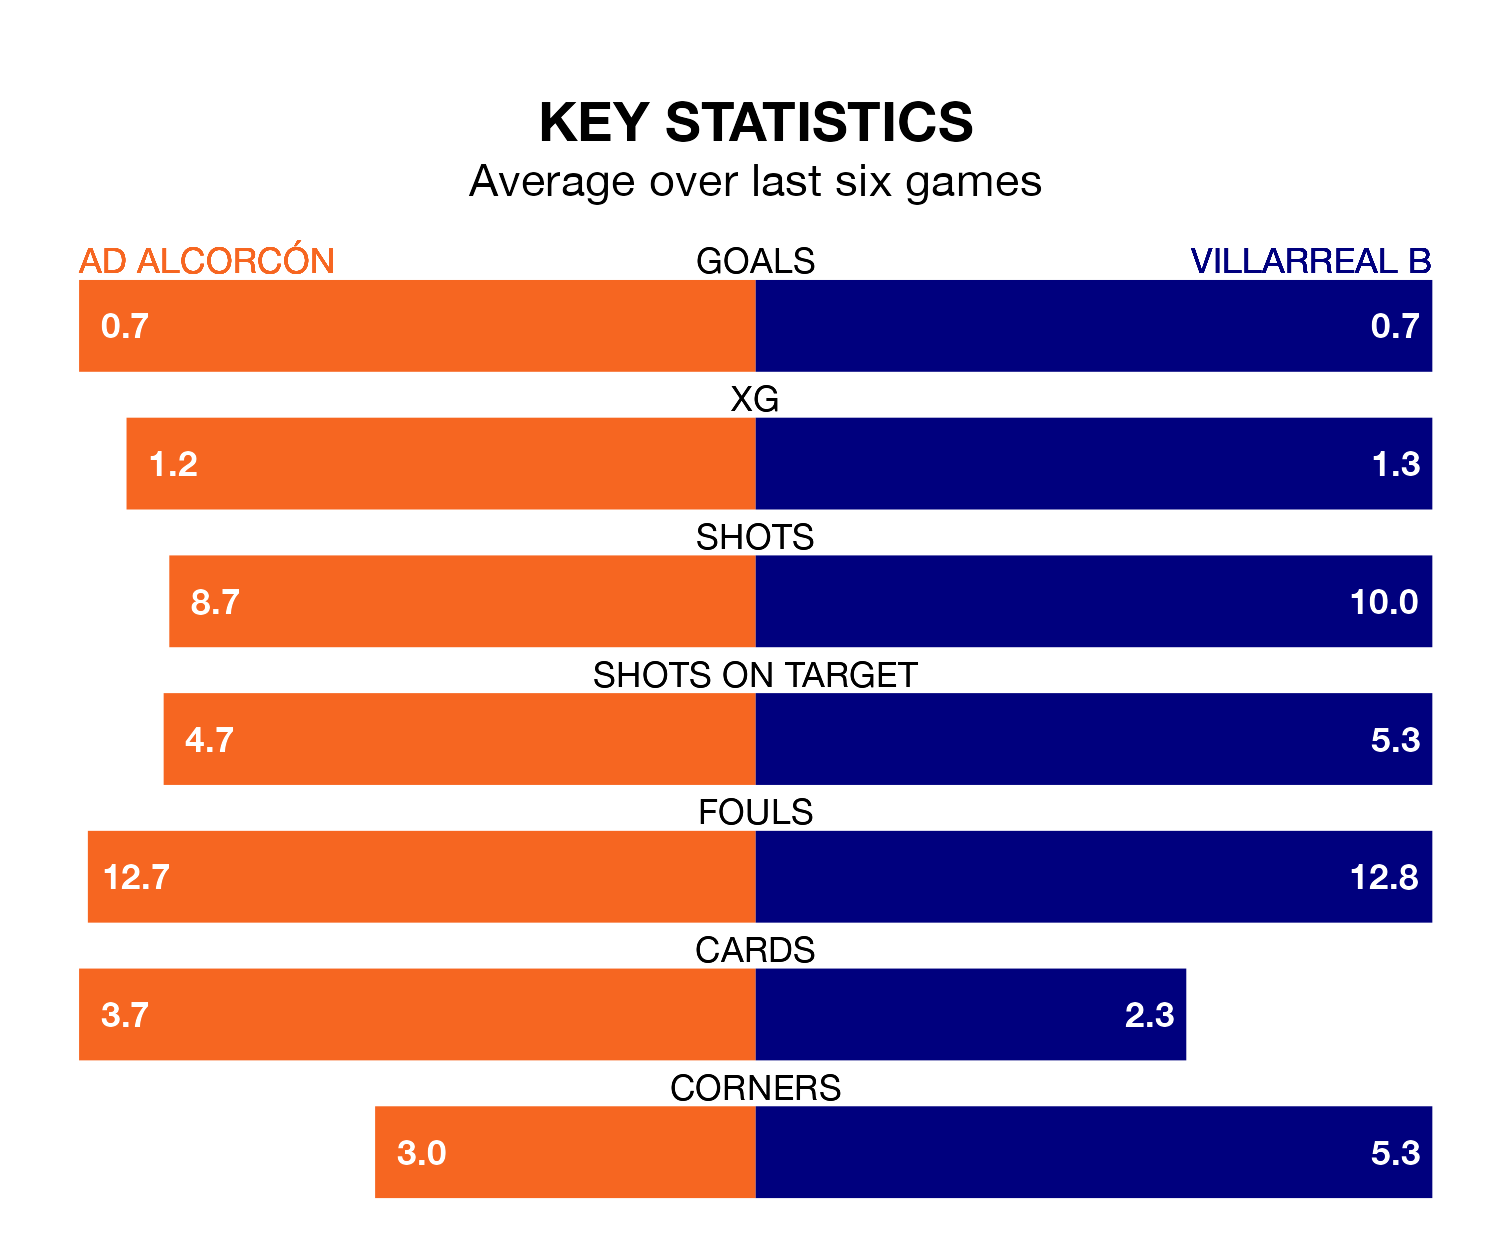 KEY STATISTICS
Average over last six games
AD ALCORCÓN GOALS VILLARREAL B
0.7 0.7
XG
1.2 1.3
SHOTS
8.7 10.0
SHOTS ON TARGET
4.7 5.3
FOULS
12.7 12.8
CARDS
3.7 2.3
CORNERS
3.0 5.3